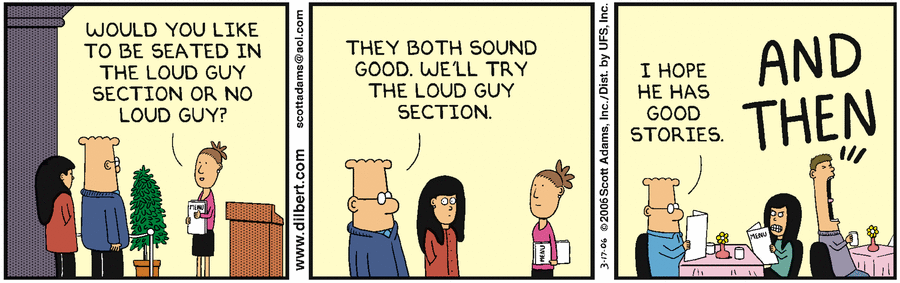 WOULD YOU LIKE
TO BE SEATED IN
THE LOUD GUY
SECTION OR NO
LOUD GUY?
MENU
scottadams@aol.com
www.dilbert.com
THEY BOTH SOUND
GOOD. WE'LL TRY
THE LOUD GUY
SECTION.
MENU
3-17-06 ©2006 Scott Adams, Inc./Dist. by UFS, Inc.
I HOPE
HE HAS
GOOD
STORIES.
AND
THEN
MENU